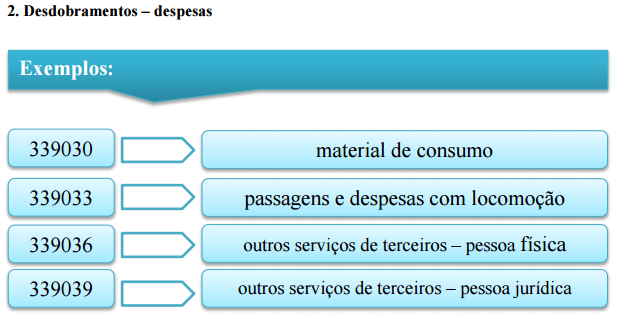 2. Desdobramentos – despesas
Exemplos:
339030 material de consumo
339033 passagens e despesas com locomoção
339036 outros serviços de terceiros – pessoa física
339039 outros serviços de terceiros – pessoa jurídica